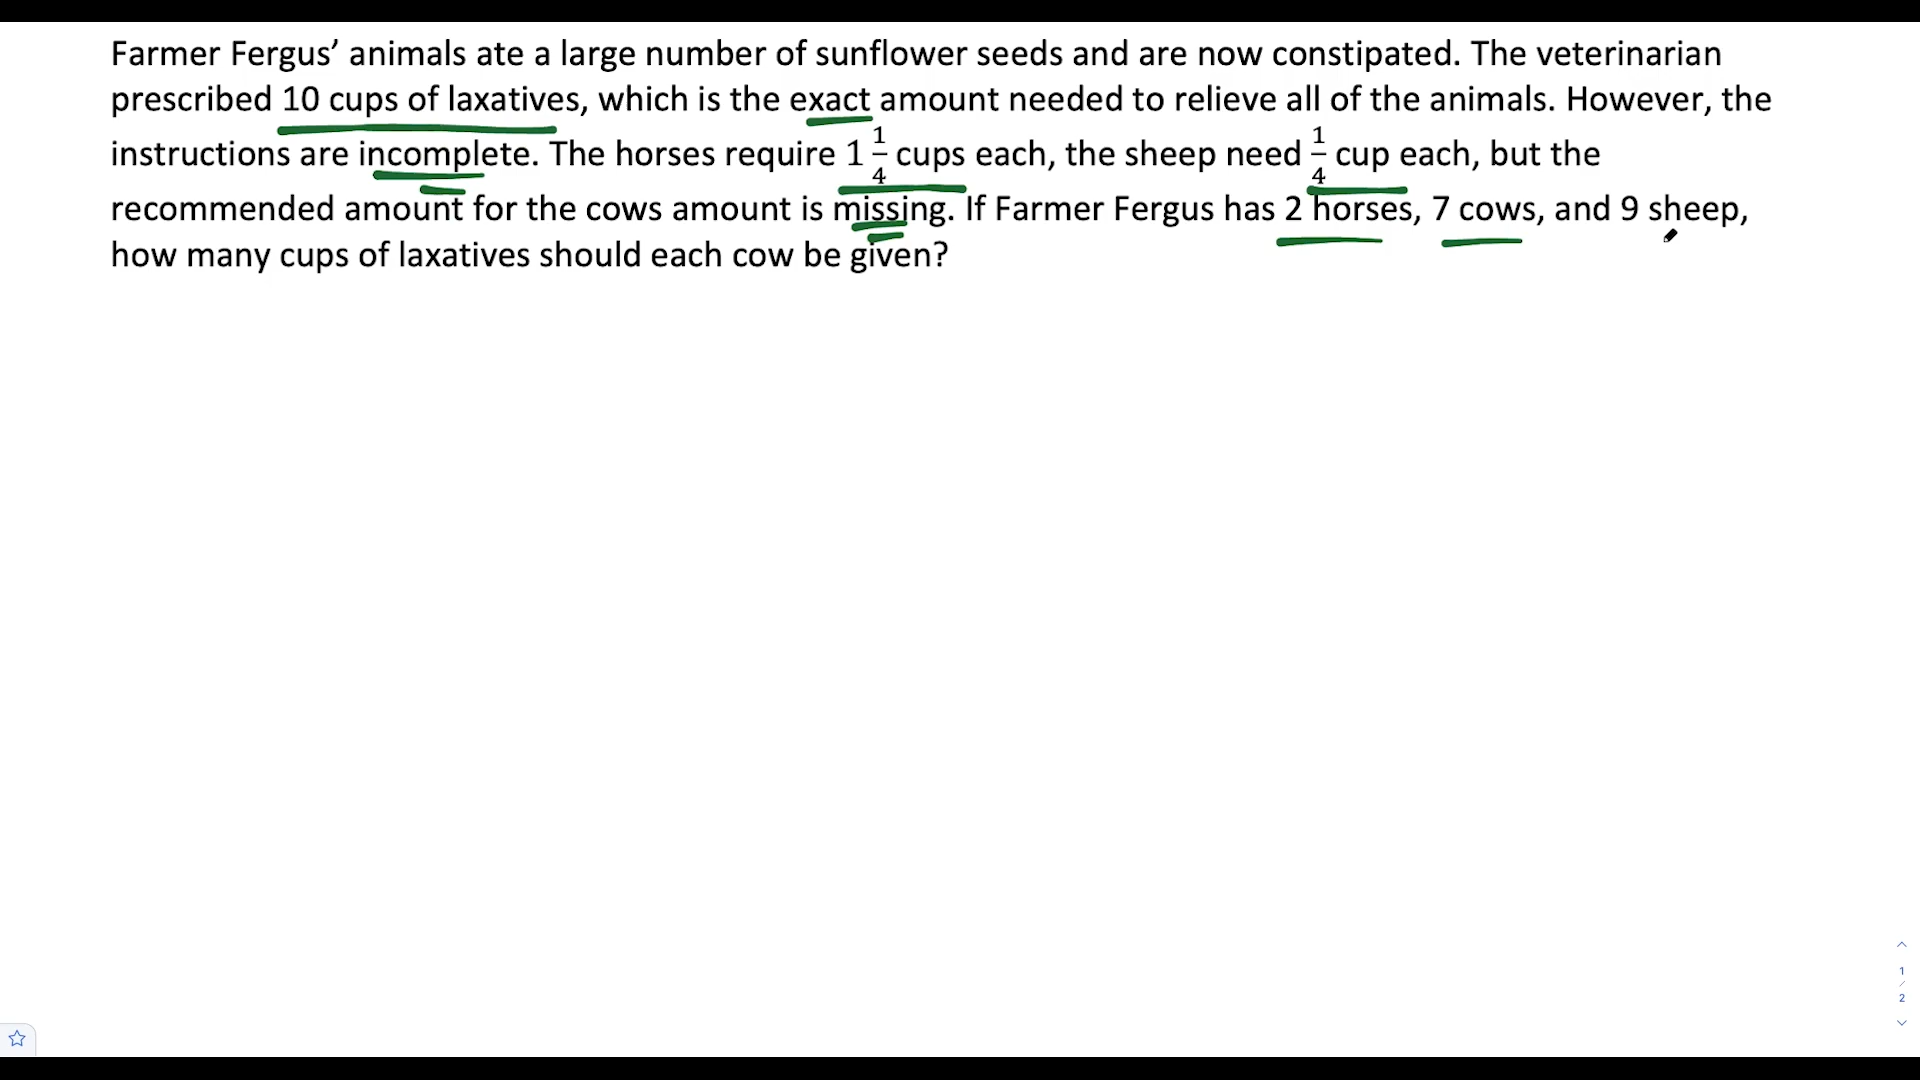 Farmer Fergus’ animals ate a large number of sunflower seeds and are now constipated. The veterinarian
prescribed 10 cups of laxatives, which is the exact amount needed to relieve all of the animals. However, the
instructions are incomplete. The horses require 1 1/4 cups each, the sheep need 1/4 cup each, but the
recommended amount for the cows amount is missing. If Farmer Fergus has 2 horses, 7 cows, and 9 sheep,
how many cups of laxatives should each cow be given?
1
/
2